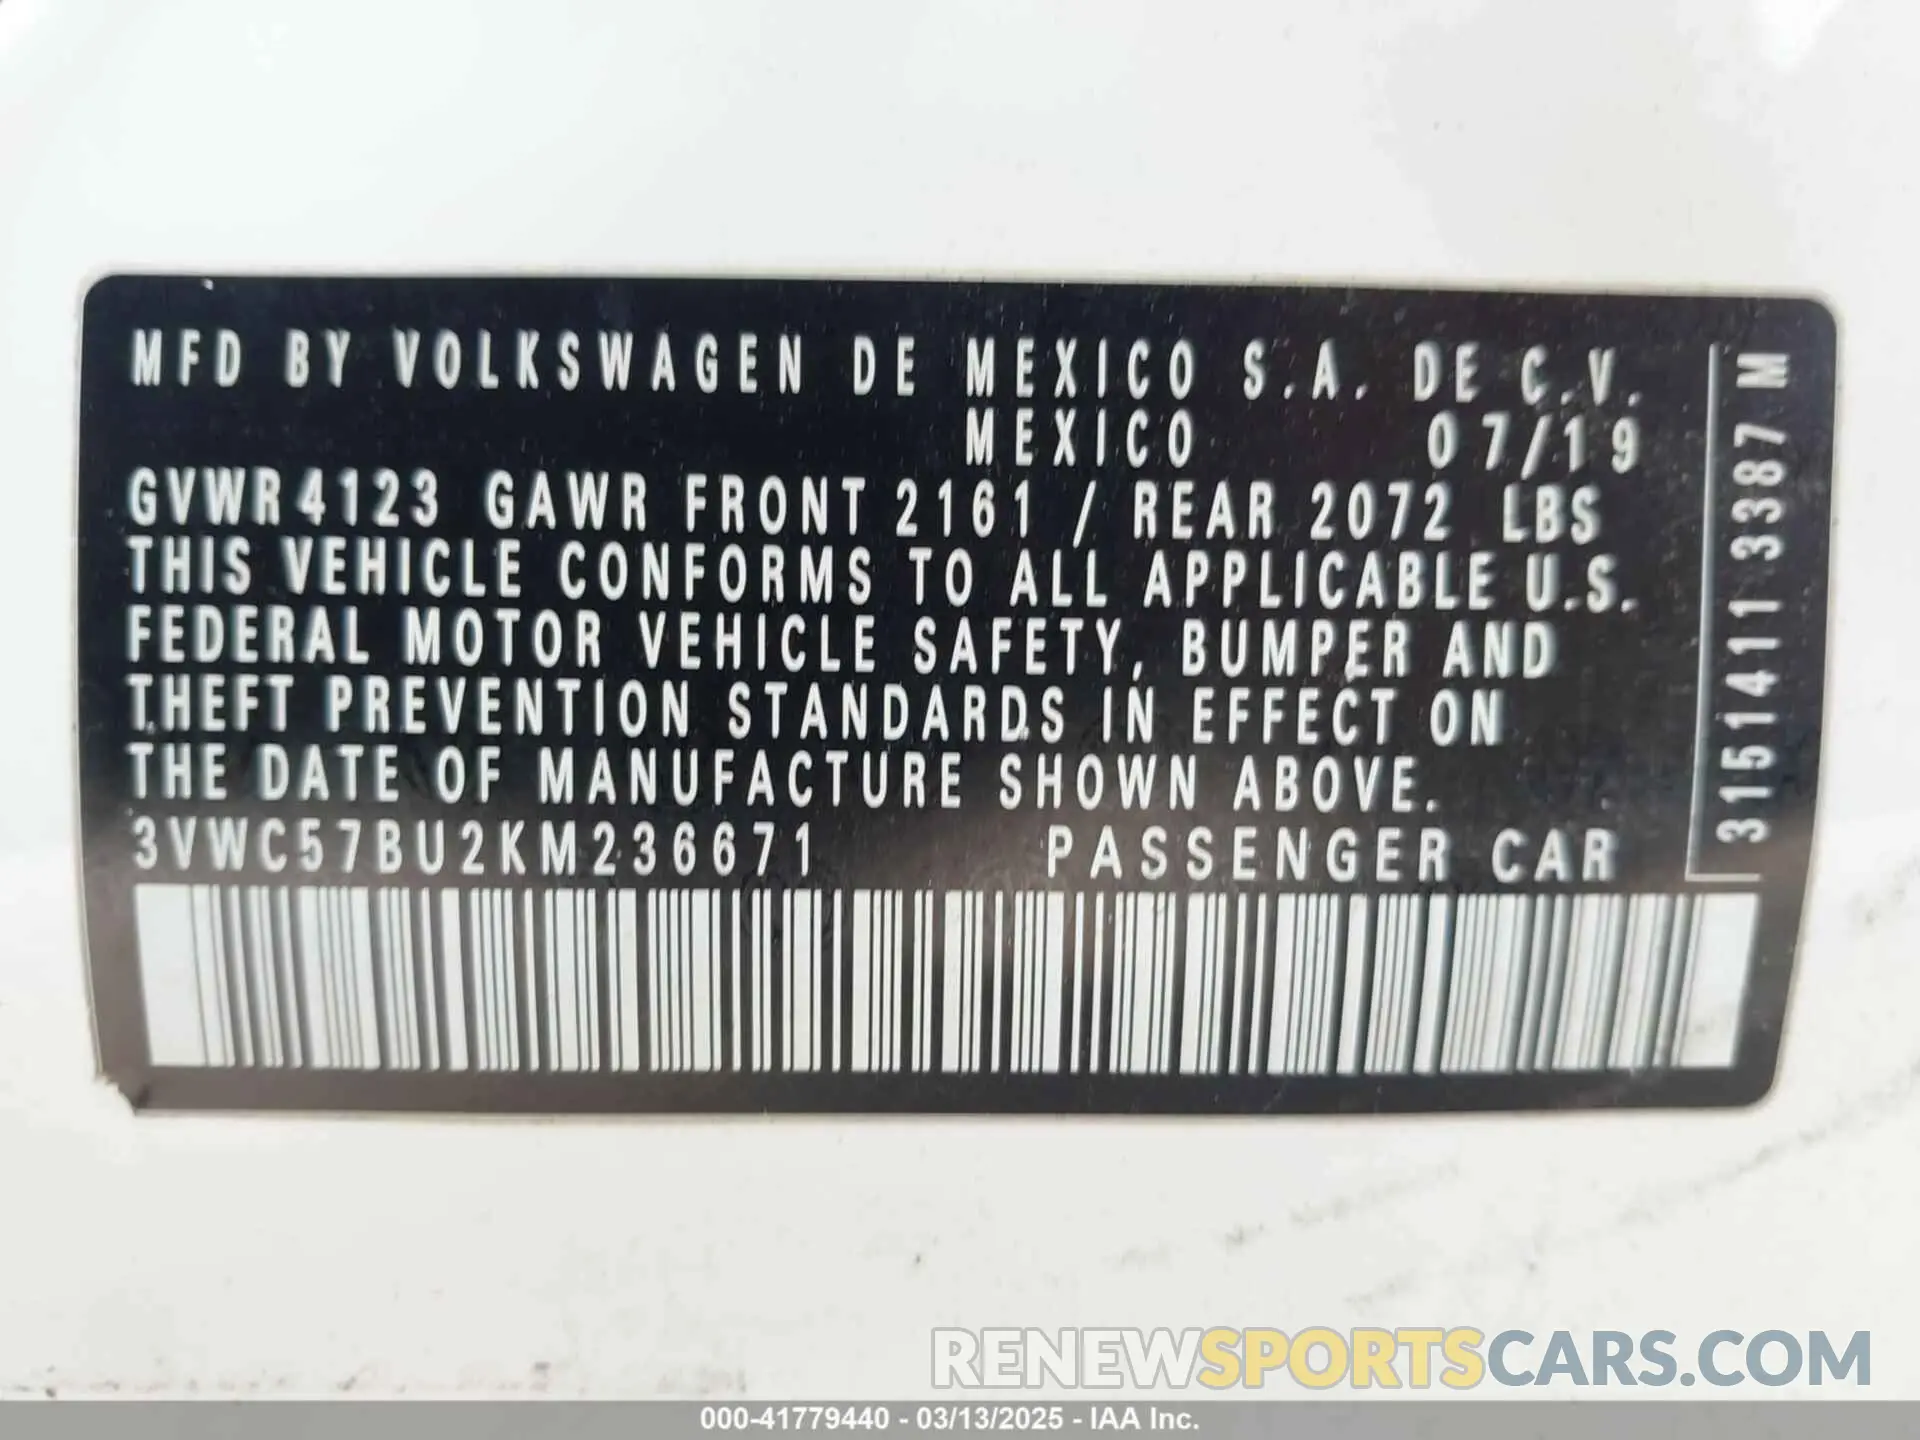 MFD BY VOLKSWAGEN DE MEXICO S.A. DE C.V.
MEXICO 07/19
GVWR4123 GAWR FRONT 2161 / REAR 2072 LBS
THIS VEHICLE CONFORMS TO ALL APPLICABLE U.S.
FEDERAL MOTOR VEHICLE SAFETY, BUMPER AND
THEFT PREVENTION STANDARDS IN EFFECT ON
THE DATE OF MANUFACTURE SHOWN ABOVE.
3VWC57BU2KM236671 PASSENGER CAR
3151411 3387 M
RENEWSPORTSCARS.COM
000-41779440 - 03/13/2025 - IAA Inc.